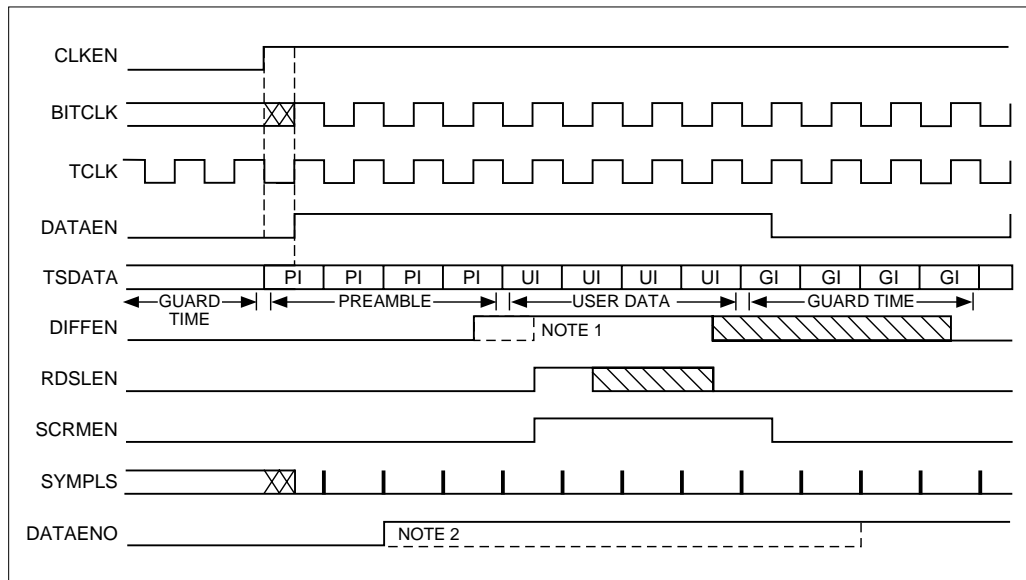 CLKEN
BITCLK
TCLK
DATAEN
TSDATA PI PI PI PI UI UI UI UI GI GI GI GI
GUARD TIME PREAMBLE USER DATA GUARD TIME
DIFFEN NOTE 1
RDSLEN
SCRMEN
SYMPLS
DATAENO NOTE 2